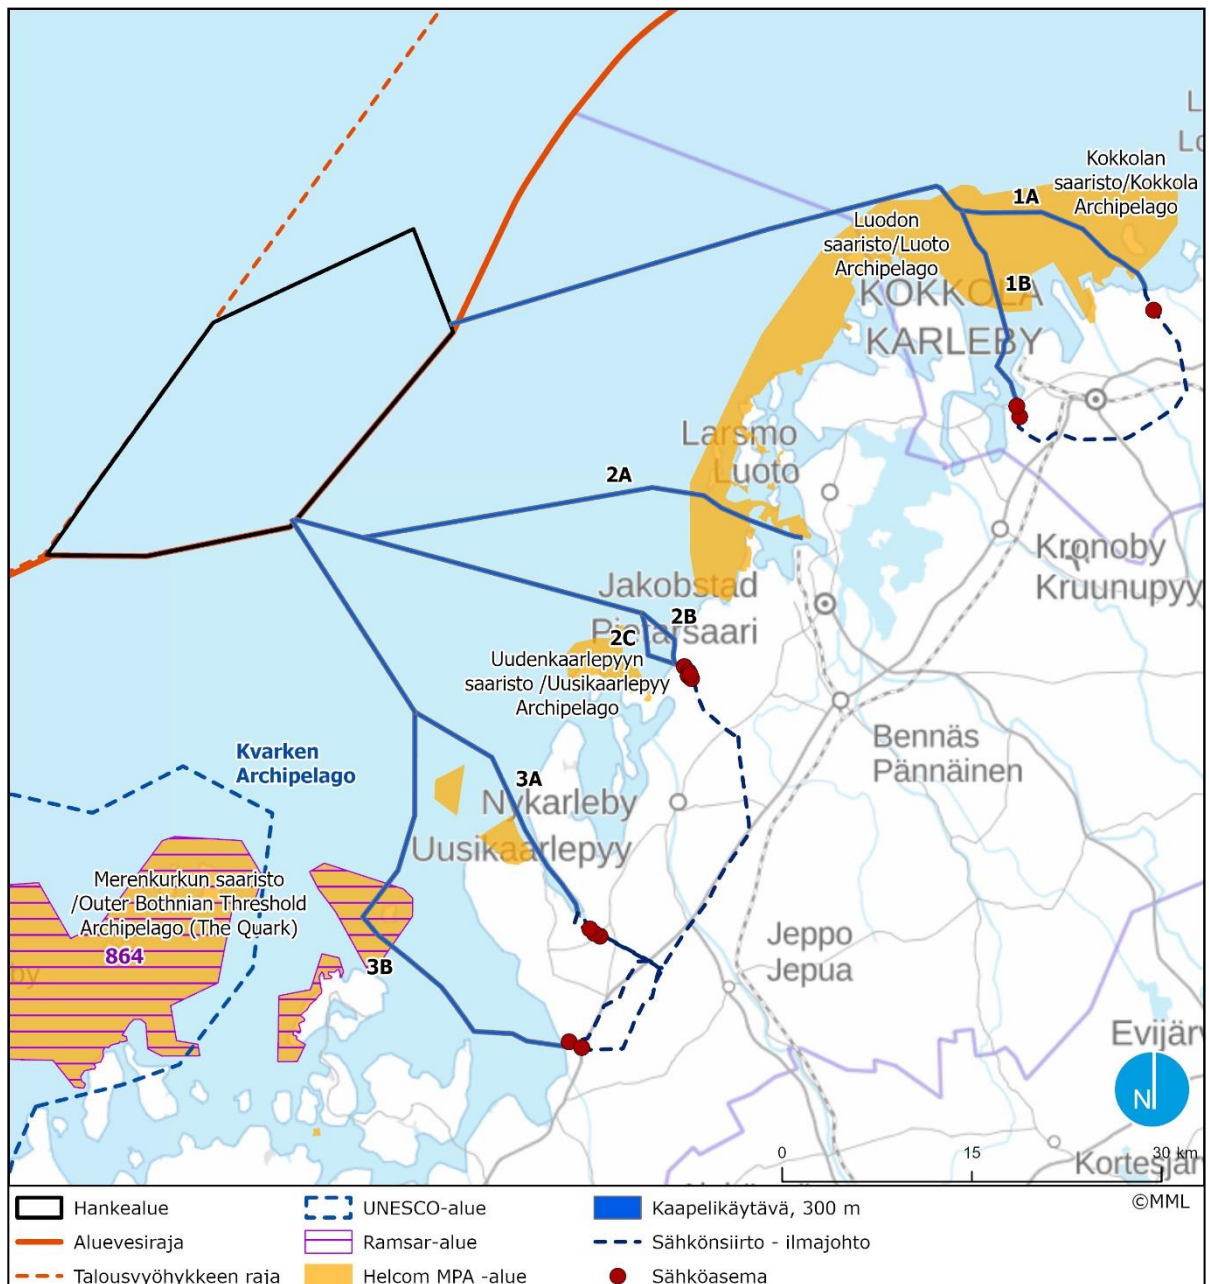 Kokkolan
saaristo/Kokkola
Archipelago
1A
Luodon
saaristo/Luoto
Archipelago
1B
KOKKOLA
KARLEBY
Larsmo
Luoto
2A
Kronoby
Kruunupyy
Jakobstad
Pietarsaari
2B
2C
Uudenkaarlepyyn
saaristo /Uusikaarlepyy
Archipelago
Bennäs
Pännäinen
Kvarken
Archipelago
3A
Nykarleby
Uusikaarlepyy
Merenkurkun saaristo
/Outer Bothnian Threshold
Archipelago (The Quark)
864
3B
Jeppo
Jepua
Evijärv
N
0 15 30 km
Kortesjär
©MML
Hankealue
Aluevesiraja
Talousvyöhykkeen raja
UNESCO-alue
Ramsar-alue
Helcom MPA -alue
Kaapelikäytävä, 300 m
Sähkönsiirto - ilmajohto
Sähköasema